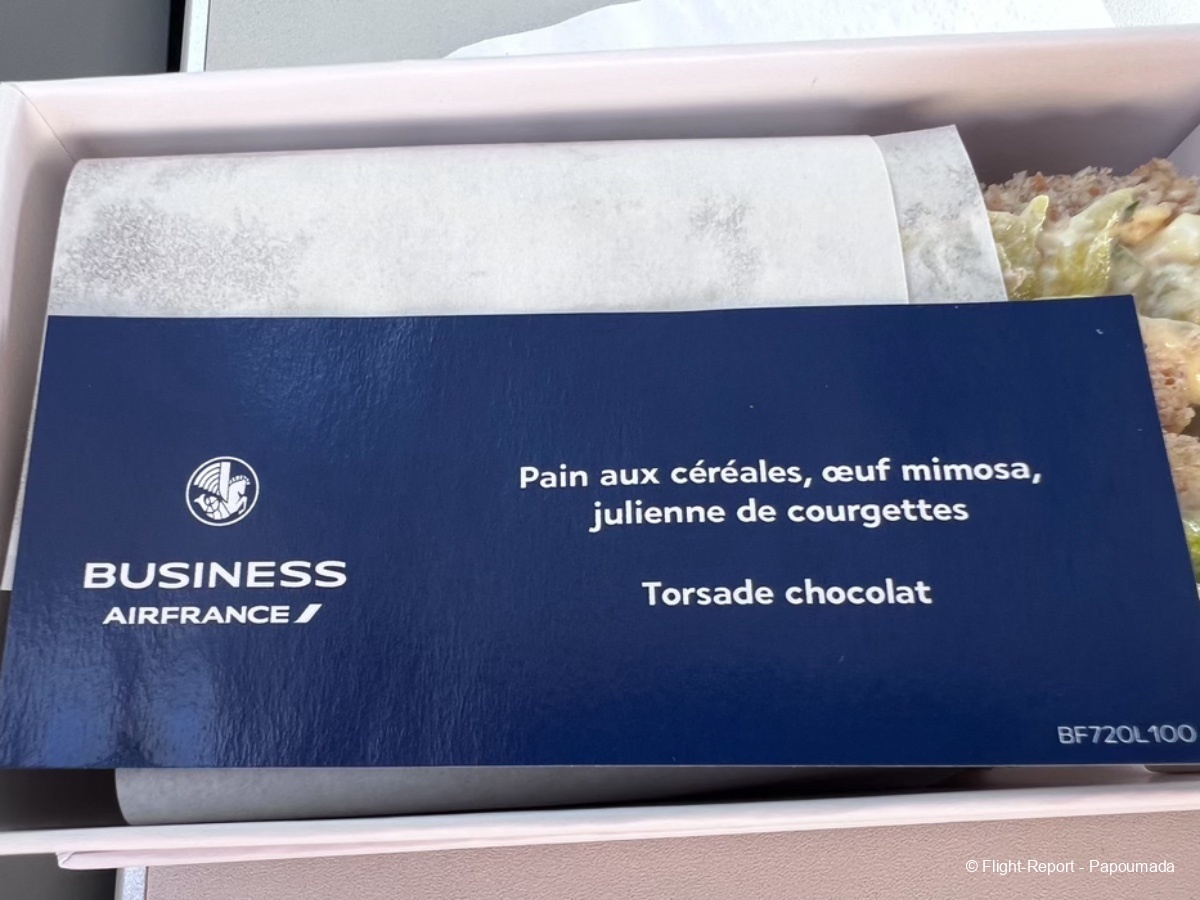 Pain aux céréales, œuf mimosa,
julienne de courgettes
Torsade chocolat
BUSINESS
AIRFRANCE
BF720L100
© Flight-Report - Papoumada